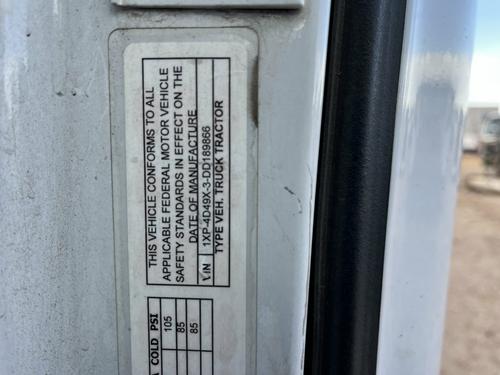 THIS VEHICLE CONFORMS TO ALL
APPLICABLE FEDERAL MOTOR VEHICLE
SAFETY STANDARDS IN EFFECT ON THE
DATE OF MANUFACTURE
VIN 1XP-4D49X-3-DD189866
TYPE VEH. TRUCK TRACTOR
COLD PSI
105
85
85